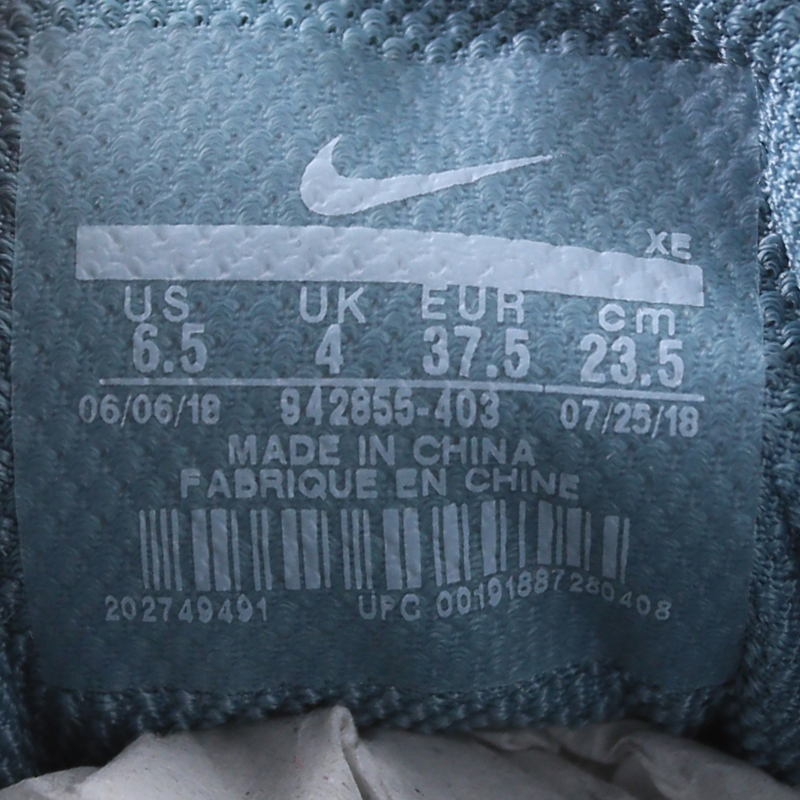 XE
US UK EUR cm
6.5 4 37.5 23.5
06/06/18 942855-403 07/25/18
MADE IN CHINA
FABRIQUE EN CHINE
202749491 UPC 00191887280408